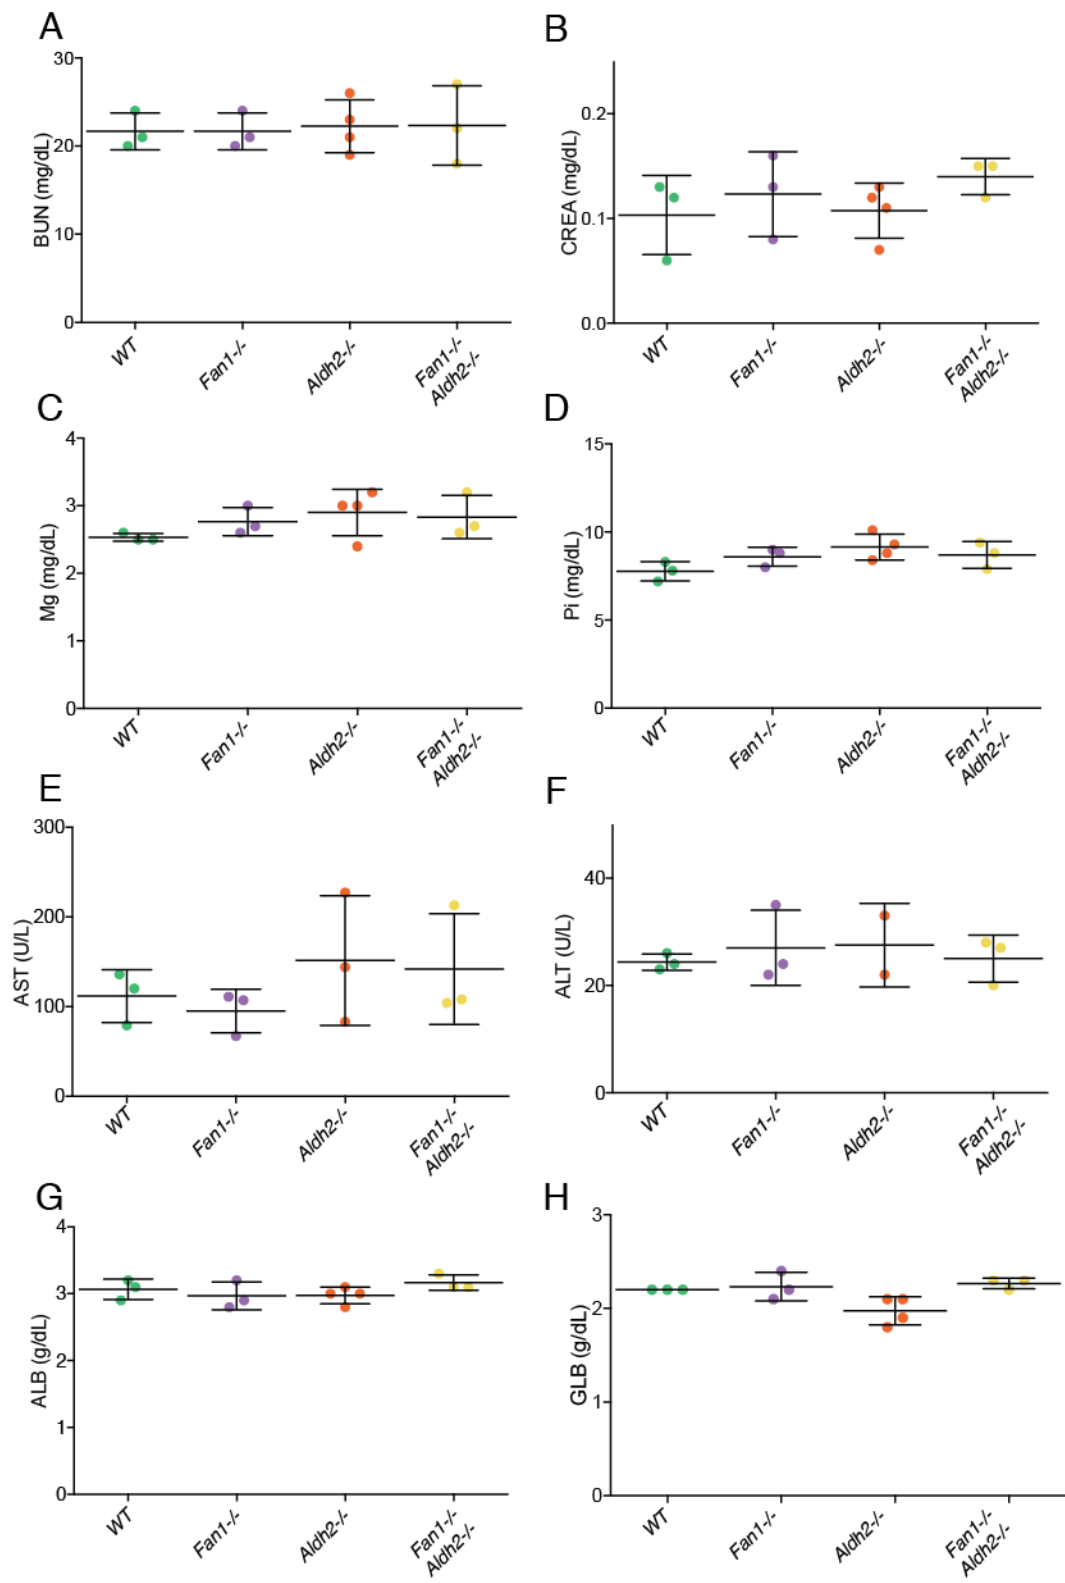 A
B
30
20
10
0
BUN (mg/dL)
WT
Fan1-/-
Aldh2-/-
Fan1-/-
Aldh2-/-
0.2
0.1
0.0
CREA (mg/dL)
WT
Fan1-/-
Aldh2-/-
Fan1-/-
Aldh2-/-
C
D
4
3
2
1
0
Mg (mg/dL)
WT
Fan1-/-
Aldh2-/-
Fan1-/-
Aldh2-/-
15
10
5
0
Pi (mg/dL)
WT
Fan1-/-
Aldh2-/-
Fan1-/-
Aldh2-/-
E
F
300
200
100
0
AST (U/L)
WT
Fan1-/-
Aldh2-/-
Fan1-/-
Aldh2-/-
40
20
0
ALT (U/L)
WT
Fan1-/-
Aldh2-/-
Fan1-/-
Aldh2-/-
G
H
4
3
2
1
0
ALB (g/dL)
WT
Fan1-/-
Aldh2-/-
Fan1-/-
Aldh2-/-
3
2
1
0
GLB (g/dL)
WT
Fan1-/-
Aldh2-/-
Fan1-/-
Aldh2-/-